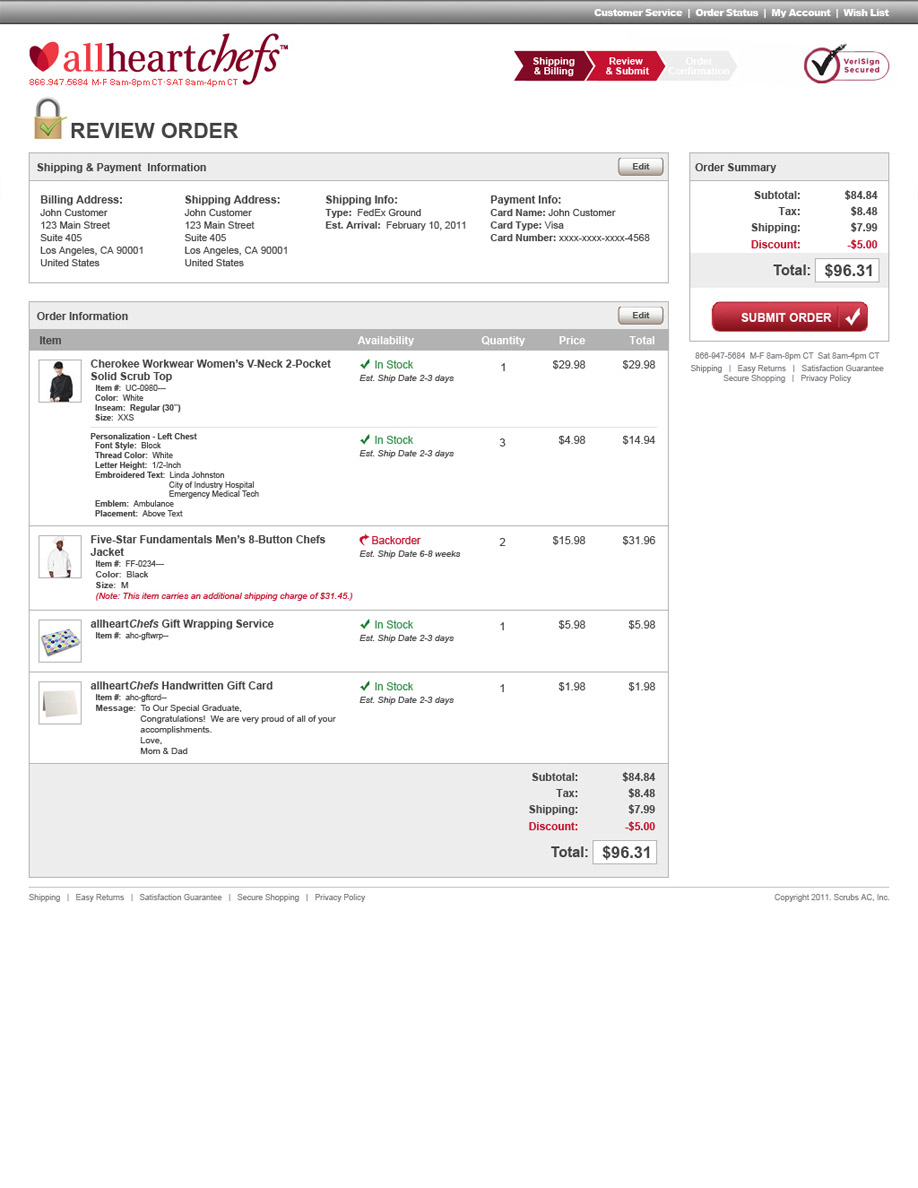 Customer Service | Order Status | My Account | Wish List
allheartchefs™
866.947.5684 M-F 8am-8pm CT·SAT 8am-4pm CT
Shipping & Billing
Review & Submit
Order Confirmation
VeriSign Secured
REVIEW ORDER
Shipping & Payment Information
Edit
Billing Address:
John Customer
123 Main Street
Suite 405
Los Angeles, CA 90001
United States
Shipping Address:
John Customer
123 Main Street
Suite 405
Los Angeles, CA 90001
United States
Shipping Info:
Type: FedEx Ground
Est. Arrival: February 10, 2011
Payment Info:
Card Name: John Customer
Card Type: Visa
Card Number: xxxx-xxxx-xxxx-4568
Order Summary
Subtotal: $84.84
Tax: $8.48
Shipping: $7.99
Discount: -$5.00
Total: $96.31
SUBMIT ORDER
866-947-5684 M-F 8am-8pm CT Sat 8am-4pm CT
Shipping | Easy Returns | Satisfaction Guarantee
Secure Shopping | Privacy Policy
Order Information
Edit
Item Availability Quantity Price Total
Cherokee Workwear Women's V-Neck 2-Pocket
Solid Scrub Top
Item #: UC-0980—
Color: White
Inseam: Regular (30")
Size: XXS
In Stock
Est. Ship Date 2-3 days
1 $29.98 $29.98
Personalization - Left Chest
Font Style: Block
Thread Color: White
Letter Height: 1/2-Inch
Embroidered Text: Linda Johnston
City of Industry Hospital
Emergency Medical Tech
Emblem: Ambulance
Placement: Above Text
In Stock
Est. Ship Date 2-3 days
3 $4.98 $14.94
Five-Star Fundamentals Men's 8-Button Chefs
Jacket
Item #: FF-0234—
Color: Black
Size: M
(Note: This item carries an additional shipping charge of $31.45.)
Backorder
Est. Ship Date 6-8 weeks
2 $15.98 $31.96
allheartChefs Gift Wrapping Service
Item #: ahc-gftwrp--
In Stock
Est. Ship Date 2-3 days
1 $5.98 $5.98
allheartChefs Handwritten Gift Card
Item #: ahc-gftcrd--
Message: To Our Special Graduate,
Congratulations! We are very proud of all of your
accomplishments.
Love,
Mom & Dad
In Stock
Est. Ship Date 2-3 days
1 $1.98 $1.98
Subtotal: $84.84
Tax: $8.48
Shipping: $7.99
Discount: -$5.00
Total: $96.31
Shipping | Easy Returns | Satisfaction Guarantee | Secure Shopping | Privacy Policy
Copyright 2011. Scrubs AC, Inc.